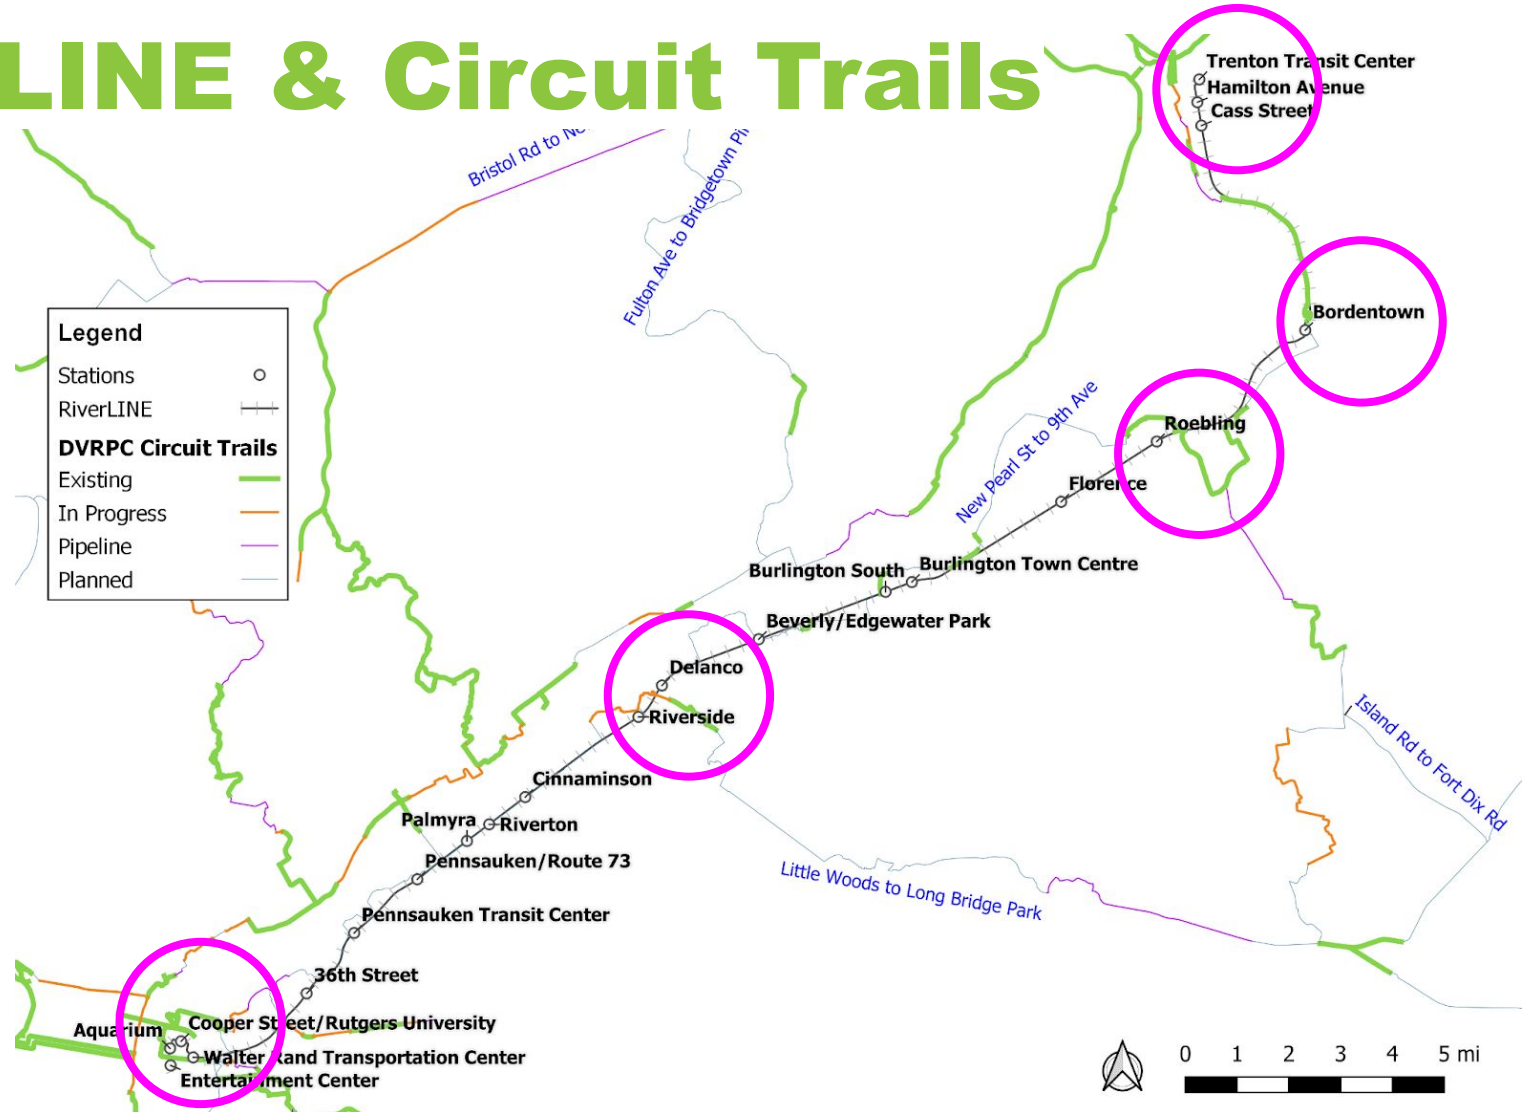 LINE & Circuit Trails
Trenton Transit Center
Hamilton Avenue
Cass Street
Bristol Rd to
Fulton Ave to Bridgetown
Bordentown
Legend
Stations
RiverLINE
DVRPC Circuit Trails
Existing
In Progress
Pipeline
Planned
New Pearl St to 9th Ave
Roebling
Florence
Burlington South
Burlington Town Centre
Beverly/Edgewater Park
Delanco
Riverside
Island Rd to Fort Dix Rd
Cinnaminson
Palmyra
Riverton
Pennsauken/Route 73
Little Woods to Long Bridge Park
Pennsauken Transit Center
36th Street
Cooper Street/Rutgers University
Aquarium
Walter Rand Transportation Center
Entertainment Center
0 1 2 3 4 5 mi